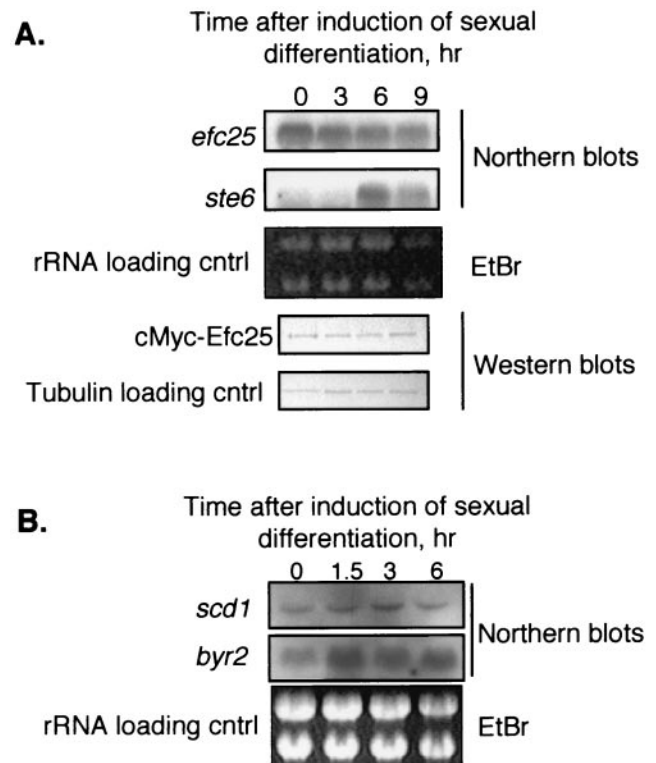 A.
Time after induction of sexual
differentiation, hr
0 3 6 9
efc25
Northern blots
ste6
rRNA loading cntrl
EtBr
cMyc-Efc25
Western blots
Tubulin loading cntrl
B.
Time after induction of sexual
differentiation, hr
0 1.5 3 6
scd1
Northern blots
byr2
rRNA loading cntrl
EtBr